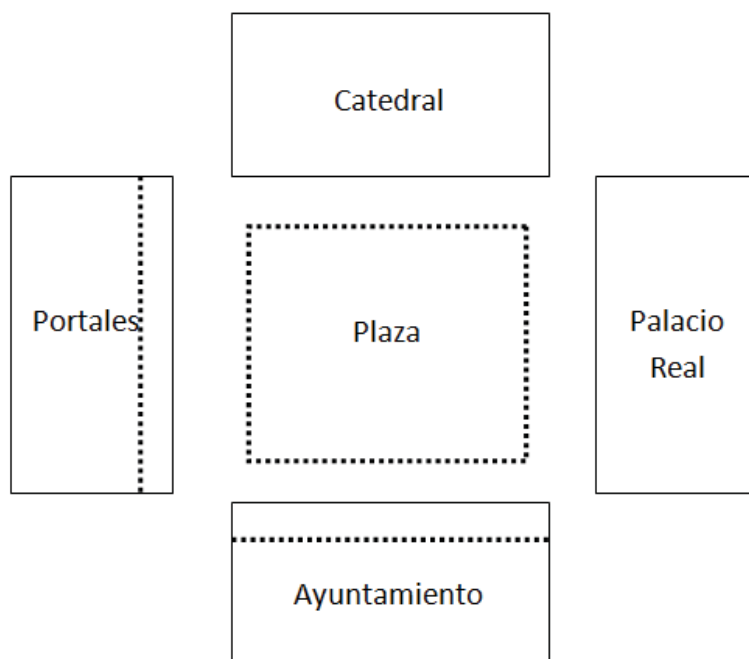 Catedral
Portales
Plaza
Palacio
Real
Ayuntamiento